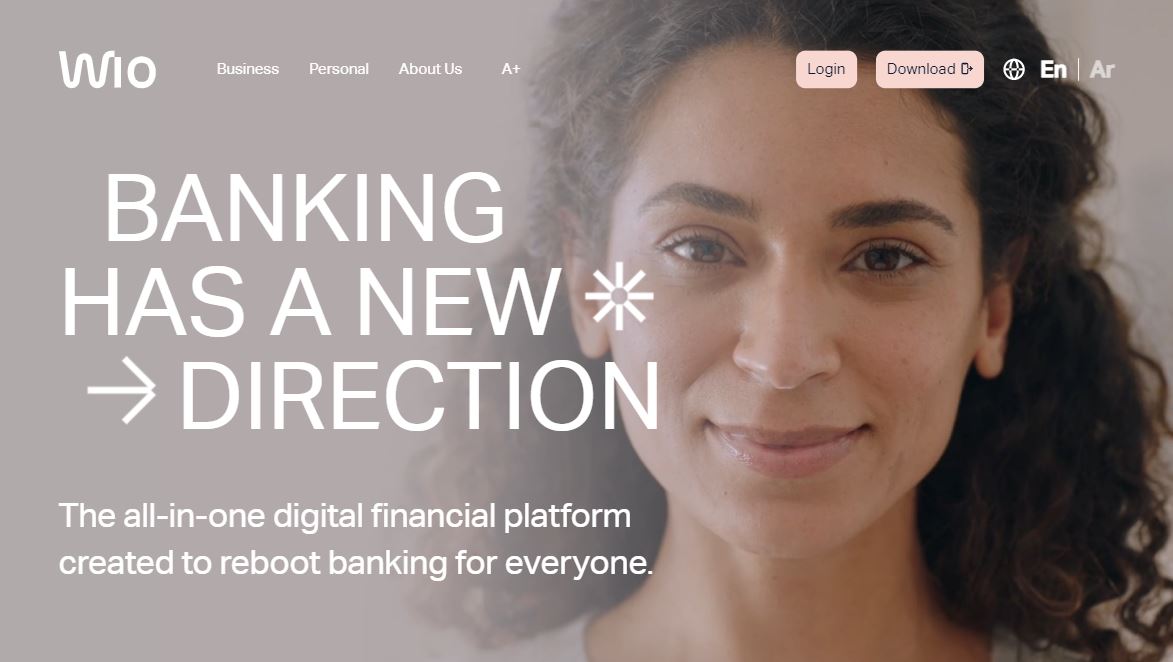 Wio
Business Personal About Us A+
Login Download En | Ar
BANKING
HAS A NEW
→ DIRECTION
The all-in-one digital financial platform
created to reboot banking for everyone.